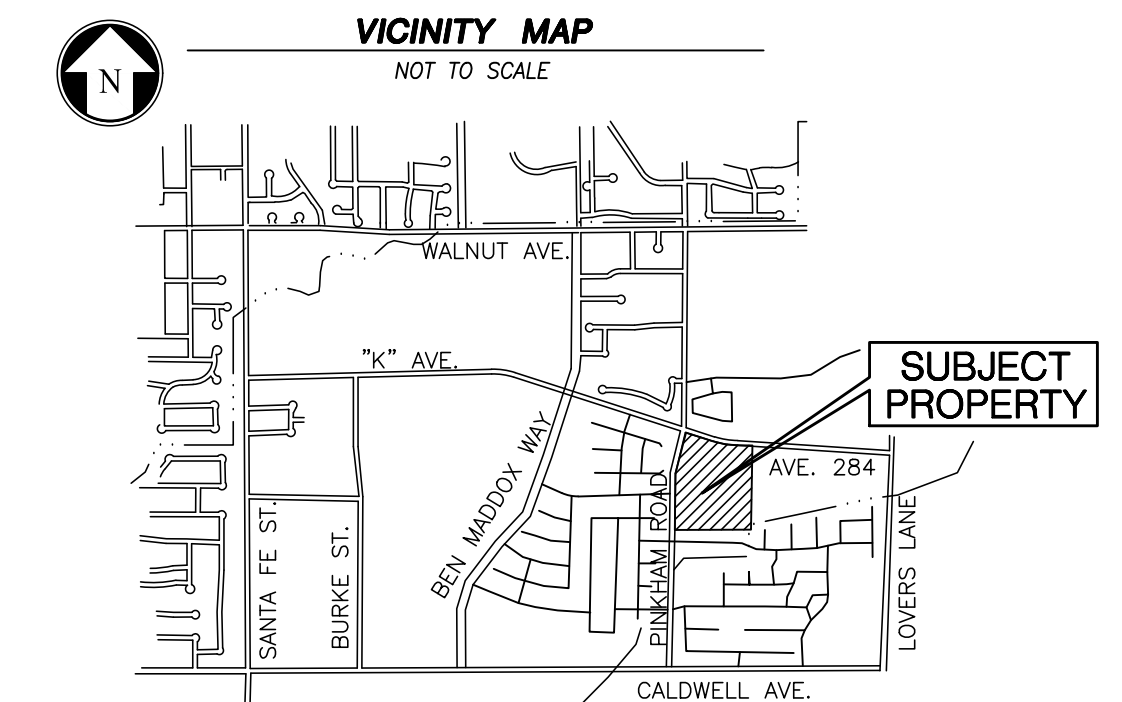 VICINITY MAP
NOT TO SCALE
N
WALNUT AVE.
"K" AVE.
SUBJECT
PROPERTY
AVE. 284
BEN MADDOX WAY
PINKHAM ROAD
SANTA FE ST.
BURKE ST.
LOVERS LANE
CALDWELL AVE.